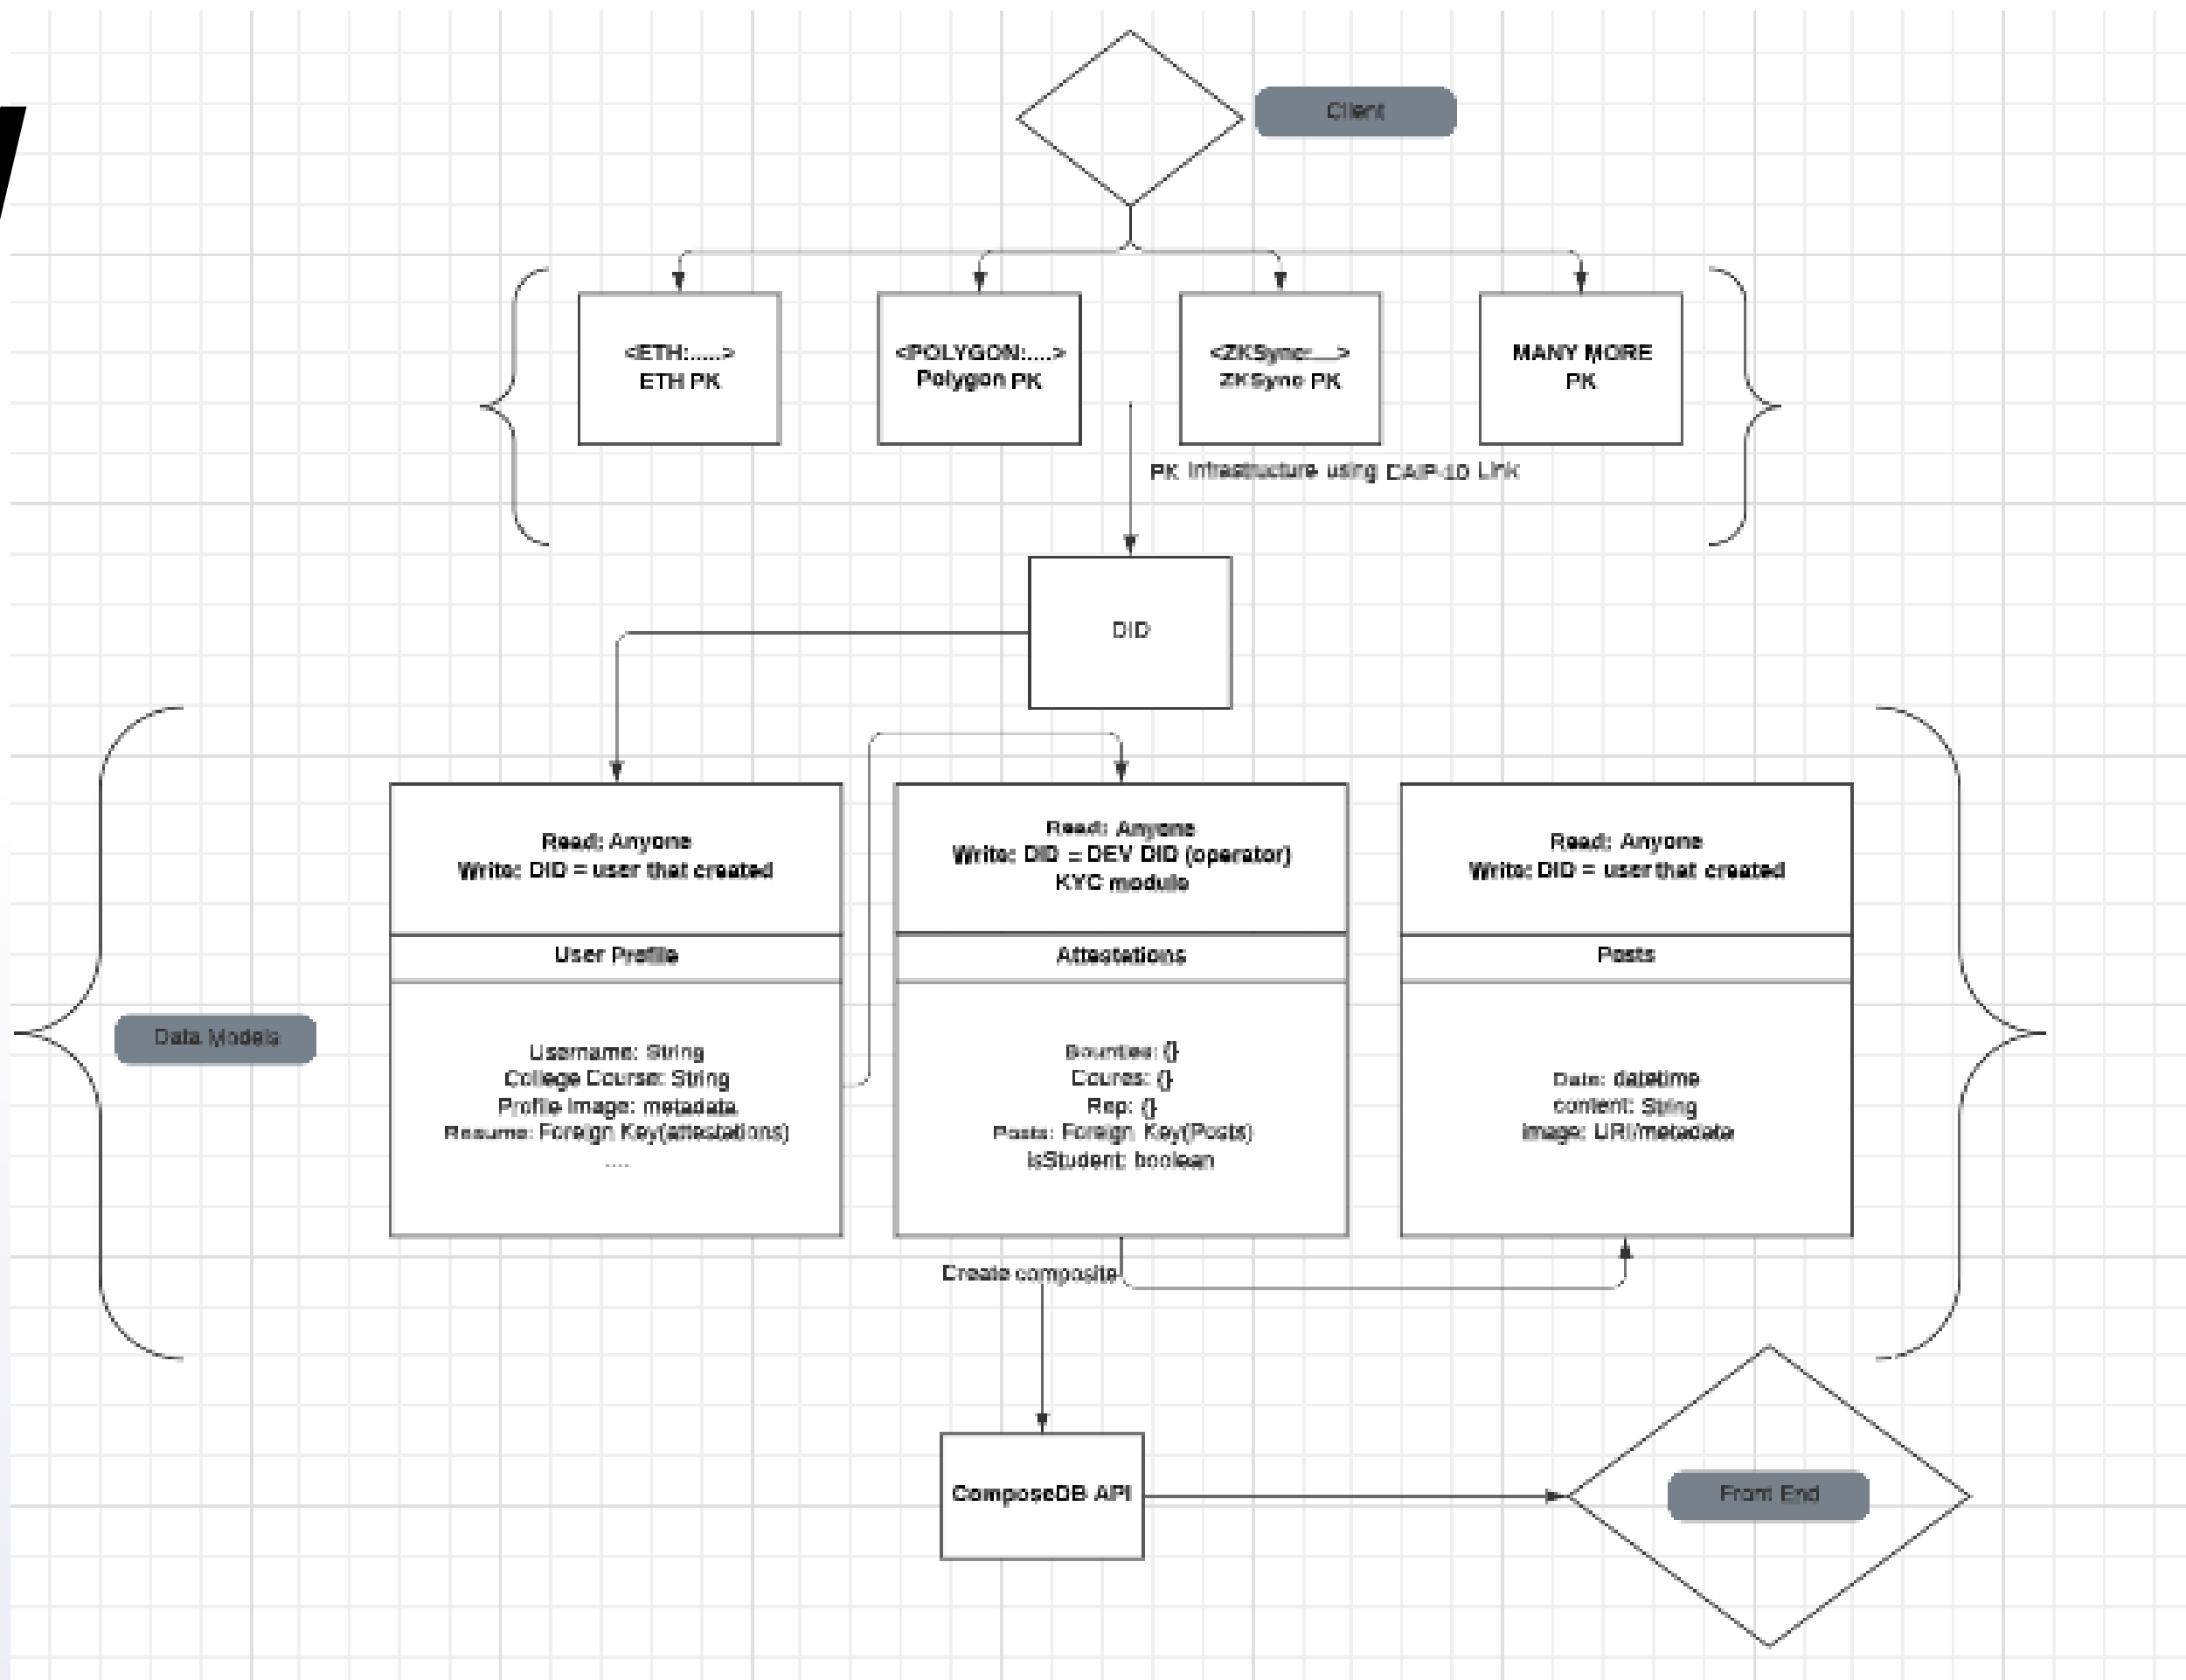 Client
<ETH:.....>
ETH PK
<POLYGON:....>
Polygon PK
<ZKSync:....>
ZKSync PK
MANY MORE
PK
PK Infrastructure using CAIP-10 Link
DID
Read: Anyone
Write: DID = user that created
User Profile
Username: String
College Course: String
Profile Image: metadata
Resume: Foreign Key(attestations)
....
Read: Anyone
Write: DID = DEV DID (operator)
KYC module
Attestations
Bounties: {}
Coures: {}
Rep: {}
Posts: Foreign Key(Posts)
isStudent: boolean
Read: Anyone
Write: DID = user that created
Posts
Date: datetime
content: String
image: URI/metadata
Data Models
Create composite
ComposeDB API
Front End